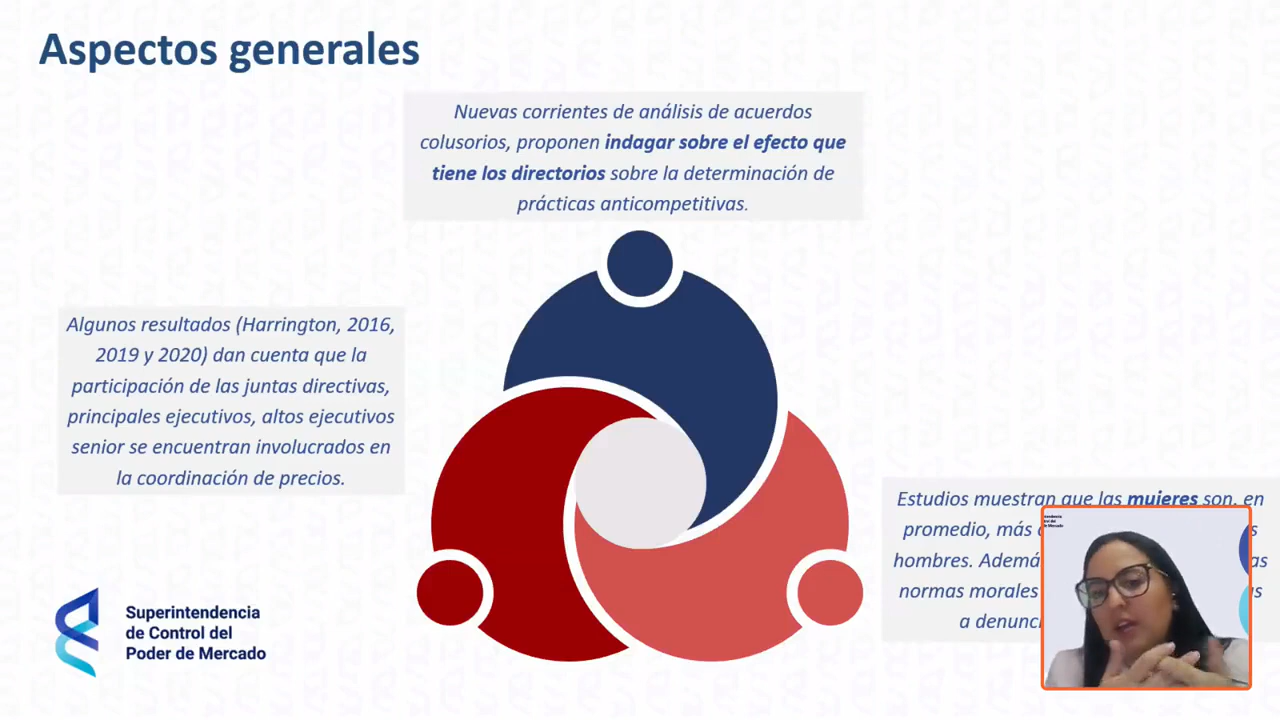 Aspectos generales
Nuevas corrientes de análisis de acuerdos
colusorios, proponen indagar sobre el efecto que
tiene los directorios sobre la determinación de
prácticas anticompetitivas.
Algunos resultados (Harrington, 2016,
2019 y 2020) dan cuenta que la
participación de las juntas directivas,
principales ejecutivos, altos ejecutivos
senior se encuentran involucrados en
la coordinación de precios.
Estudios muestran que las mujeres son, en
promedio, más
hombres.
normas morales
a
Superintendencia
de Control del
Poder de Mercado